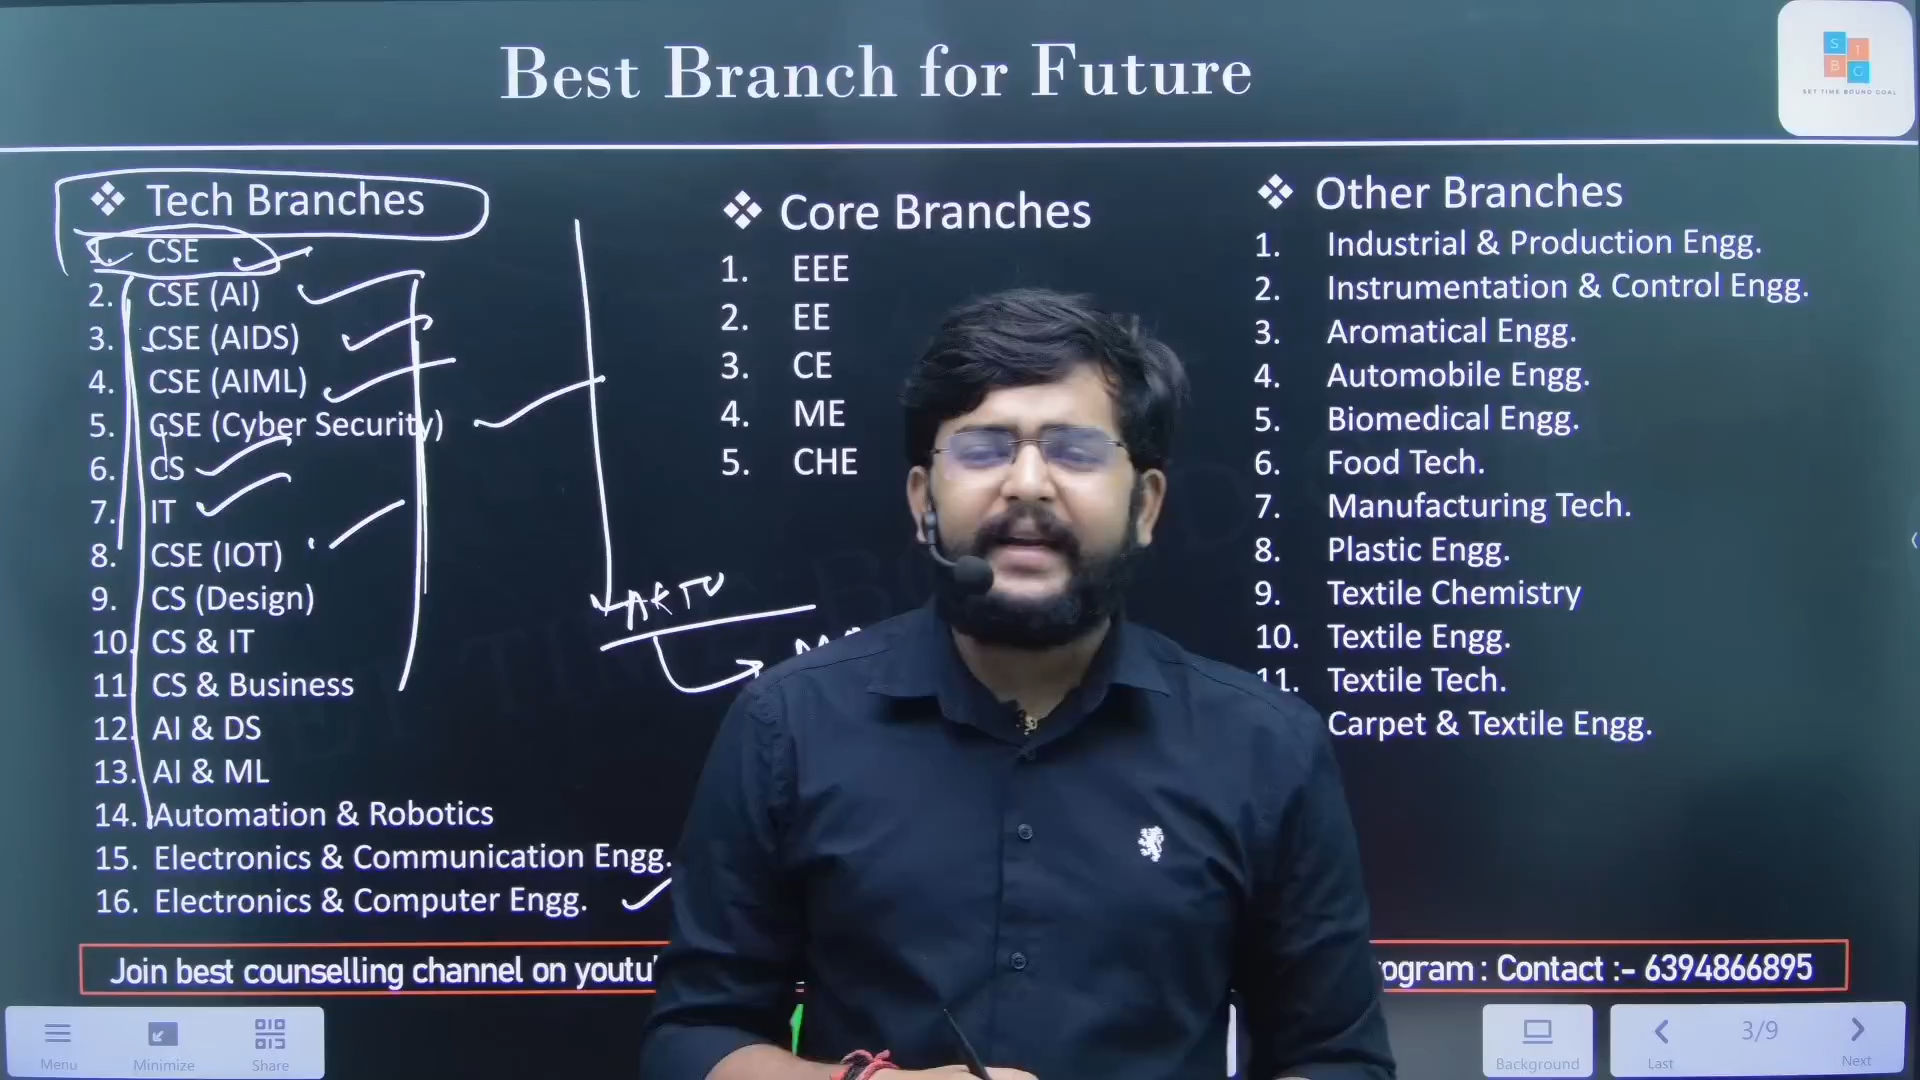 Best Branch for Future
S T
B G
SET TIME BOUND GOAL
❖ Tech Branches
1. CSE
2. CSE (AI)
3. CSE (AIDS)
4. CSE (AIML)
5. CSE (Cyber Security)
6. CS
7. IT
8. CSE (IOT)
9. CS (Design)
10. CS & IT
11. CS & Business
12. AI & DS
13. AI & ML
14. Automation & Robotics
15. Electronics & Communication Engg.
16. Electronics & Computer Engg.
❖ Core Branches
1. EEE
2. EE
3. CE
4. ME
5. CHE
AKTU
❖ Other Branches
1. Industrial & Production Engg.
2. Instrumentation & Control Engg.
3. Aromatical Engg.
4. Automobile Engg.
5. Biomedical Engg.
6. Food Tech.
7. Manufacturing Tech.
8. Plastic Engg.
9. Textile Chemistry
10. Textile Engg.
11. Textile Tech.
Carpet & Textile Engg.
Join best counselling channel on
Contact :- 6394866895
Menu
Minimize
Share
Background
Last
3/9
Next